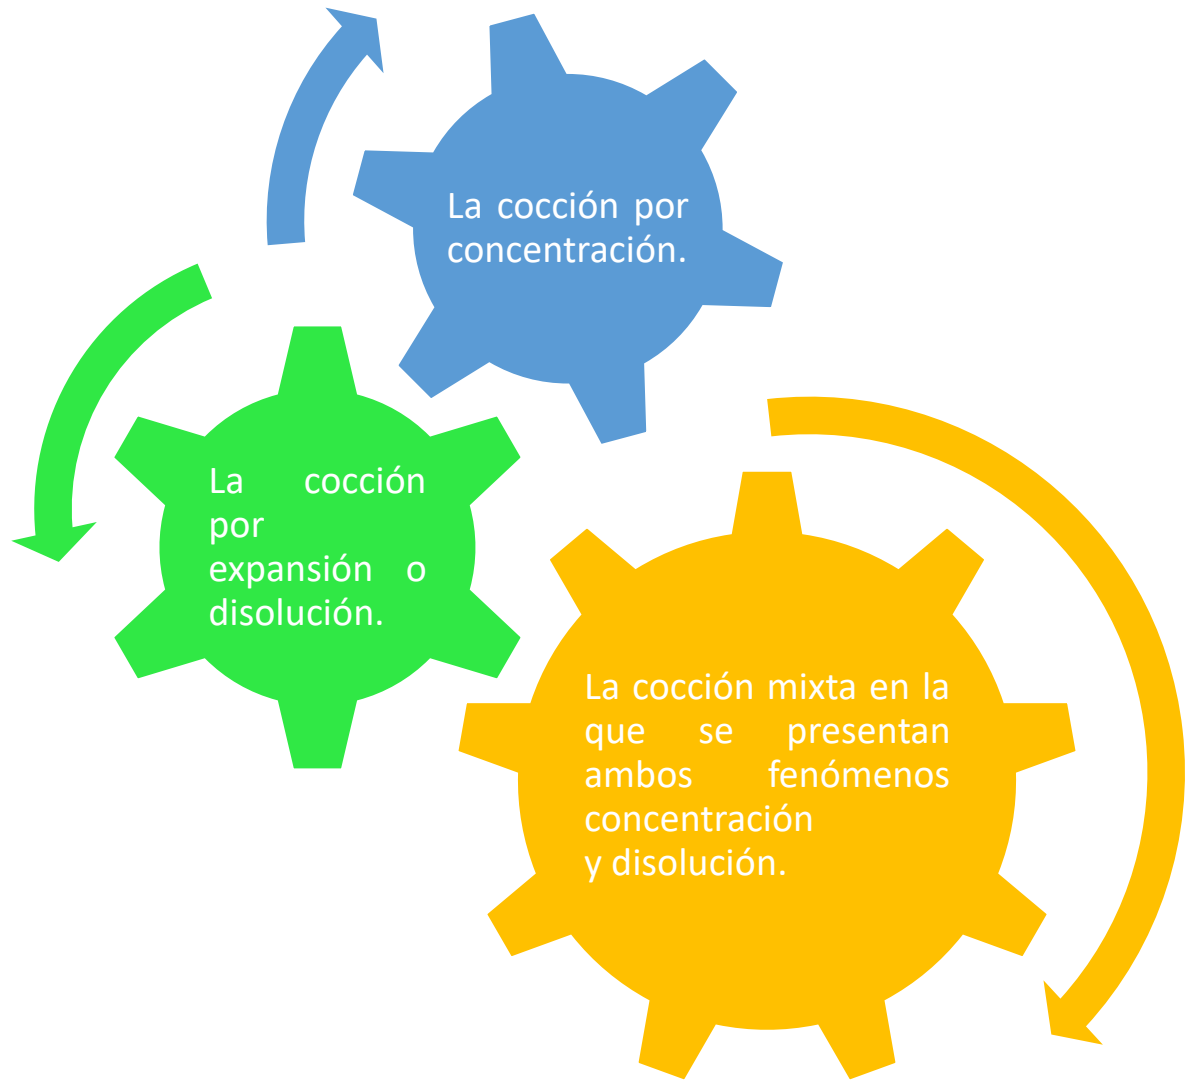 La cocción por
concentración.
La cocción
por
expansión o
disolución.
La cocción mixta en la
que se presentan
ambos fenómenos
concentración
y disolución.